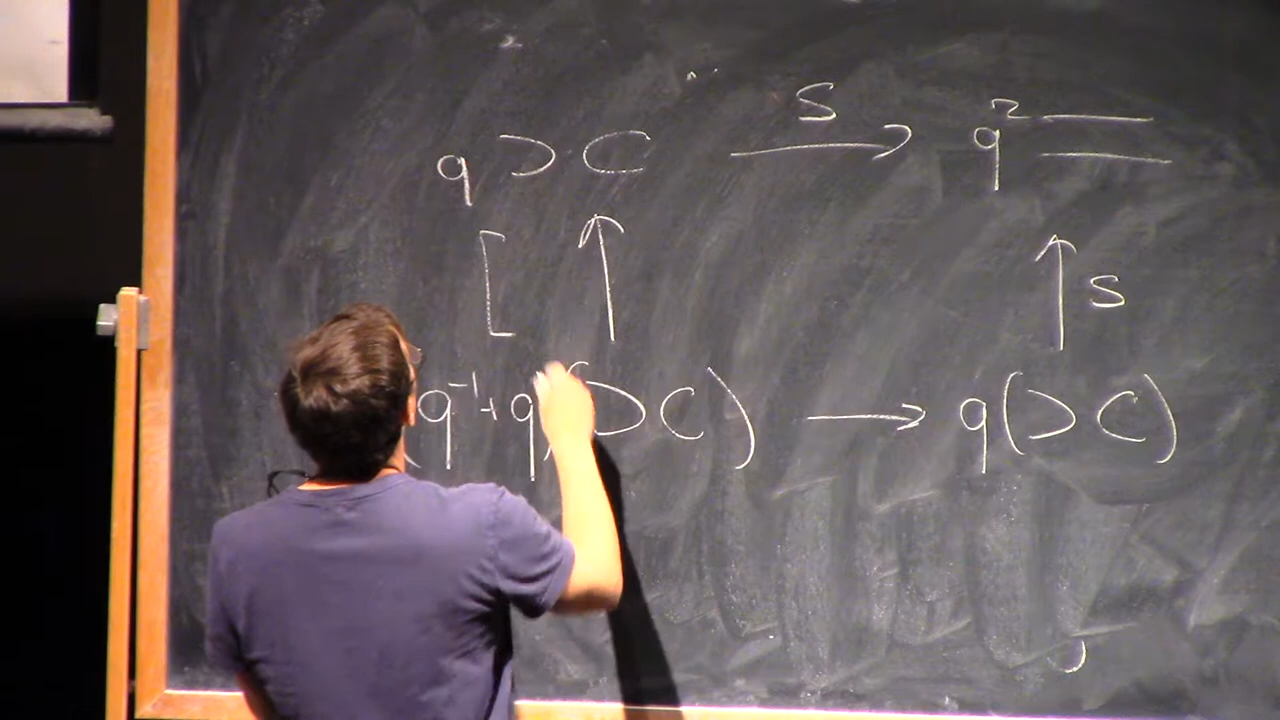 q ⊃ ⊂ —S→ q² =
[ ↑ ↑ S
(q⁻¹+q)(⊃ ⊂) → q(⊃ ⊂)